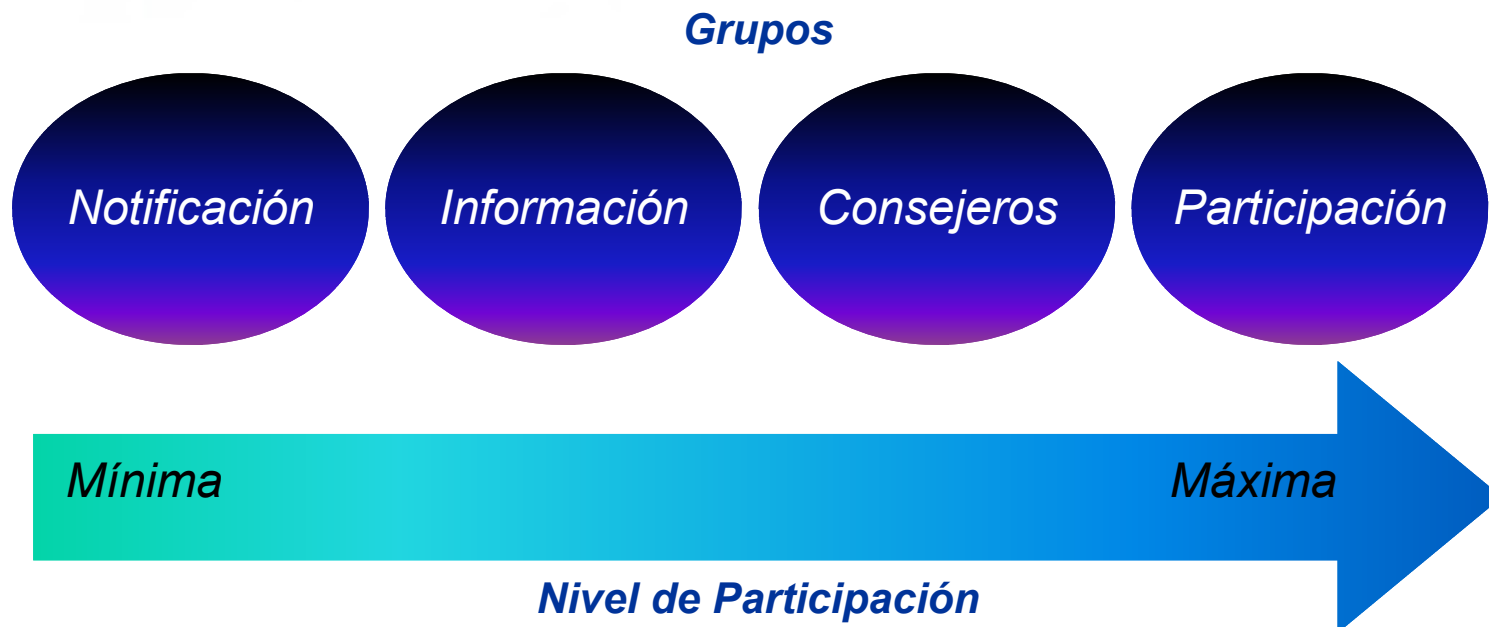 Grupos
Notificación
Información
Consejeros
Participación
Mínima
Máxima
Nivel de Participación